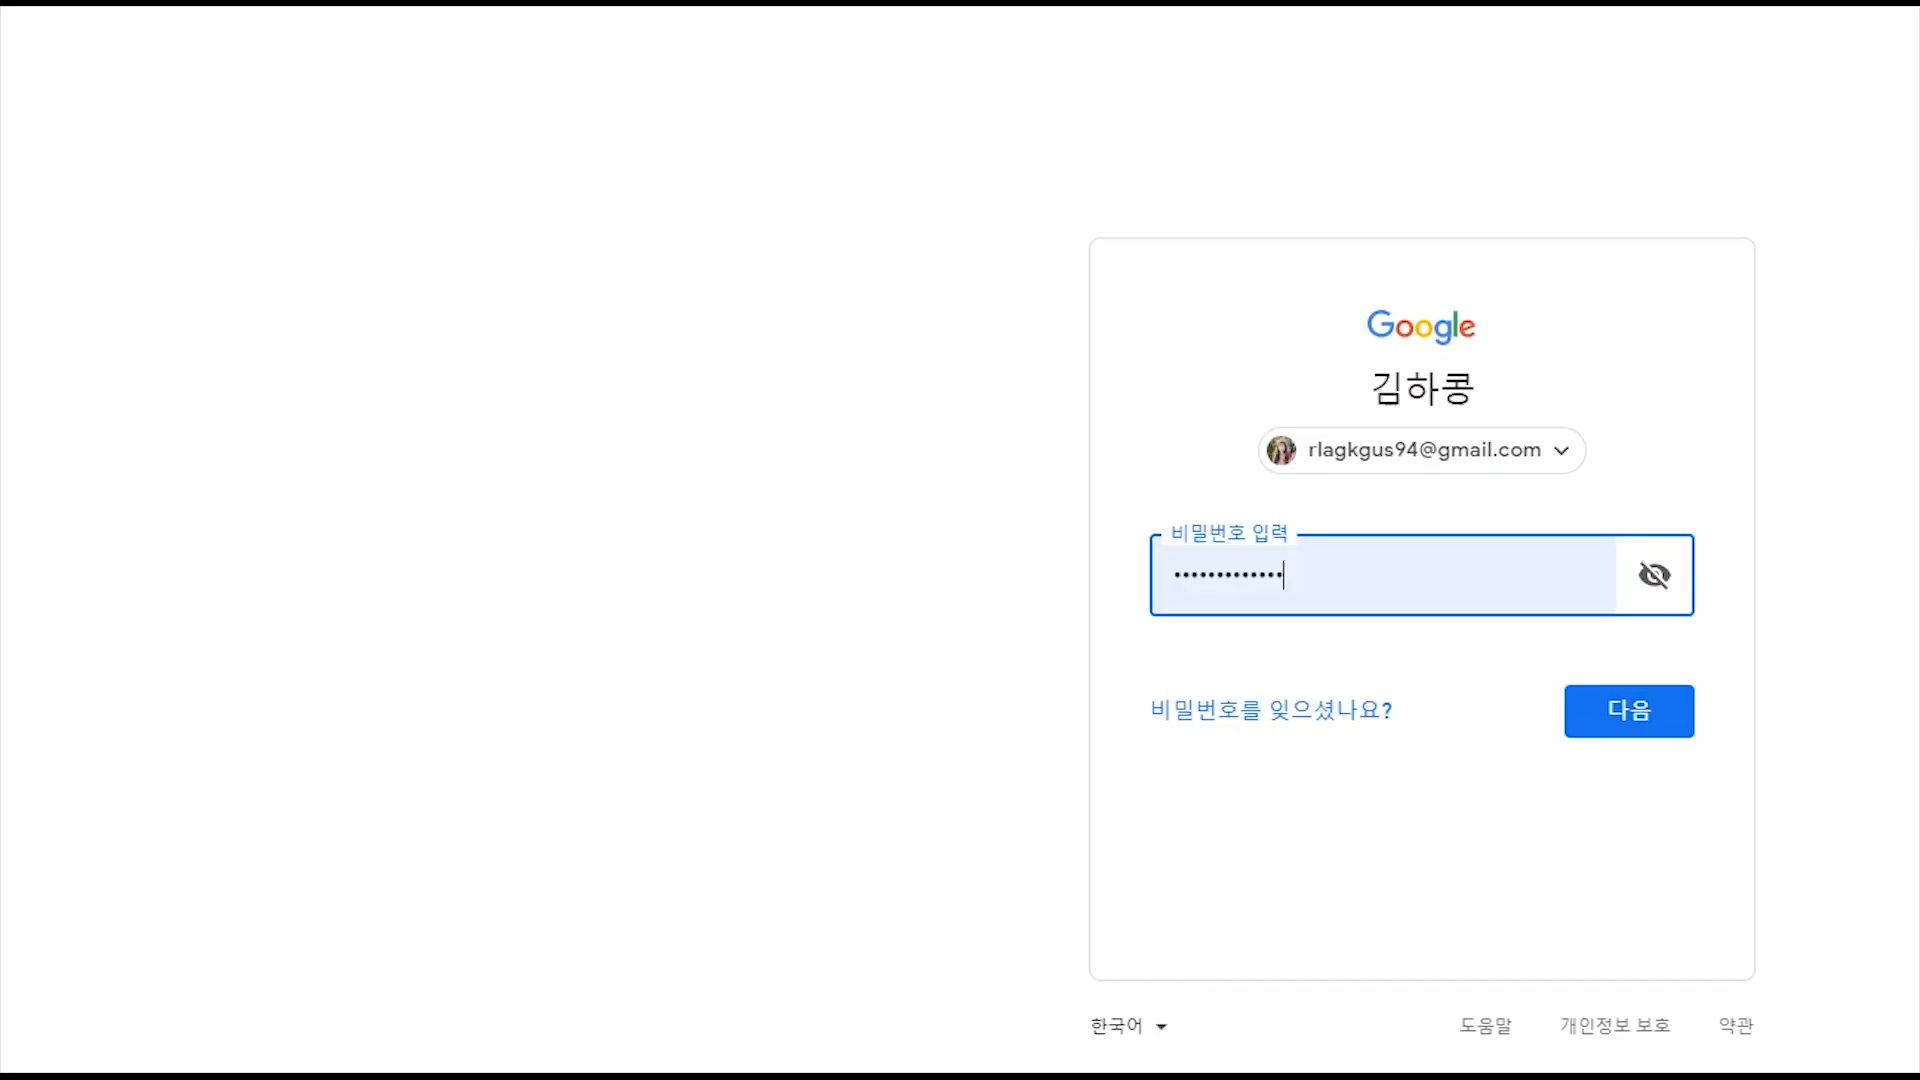 Google
김하콩
rlagkgus94@gmail.com
비밀번호 입력
•••••••••••••
비밀번호를 잊으셨나요?
다음
한국어
도움말
개인정보 보호
약관